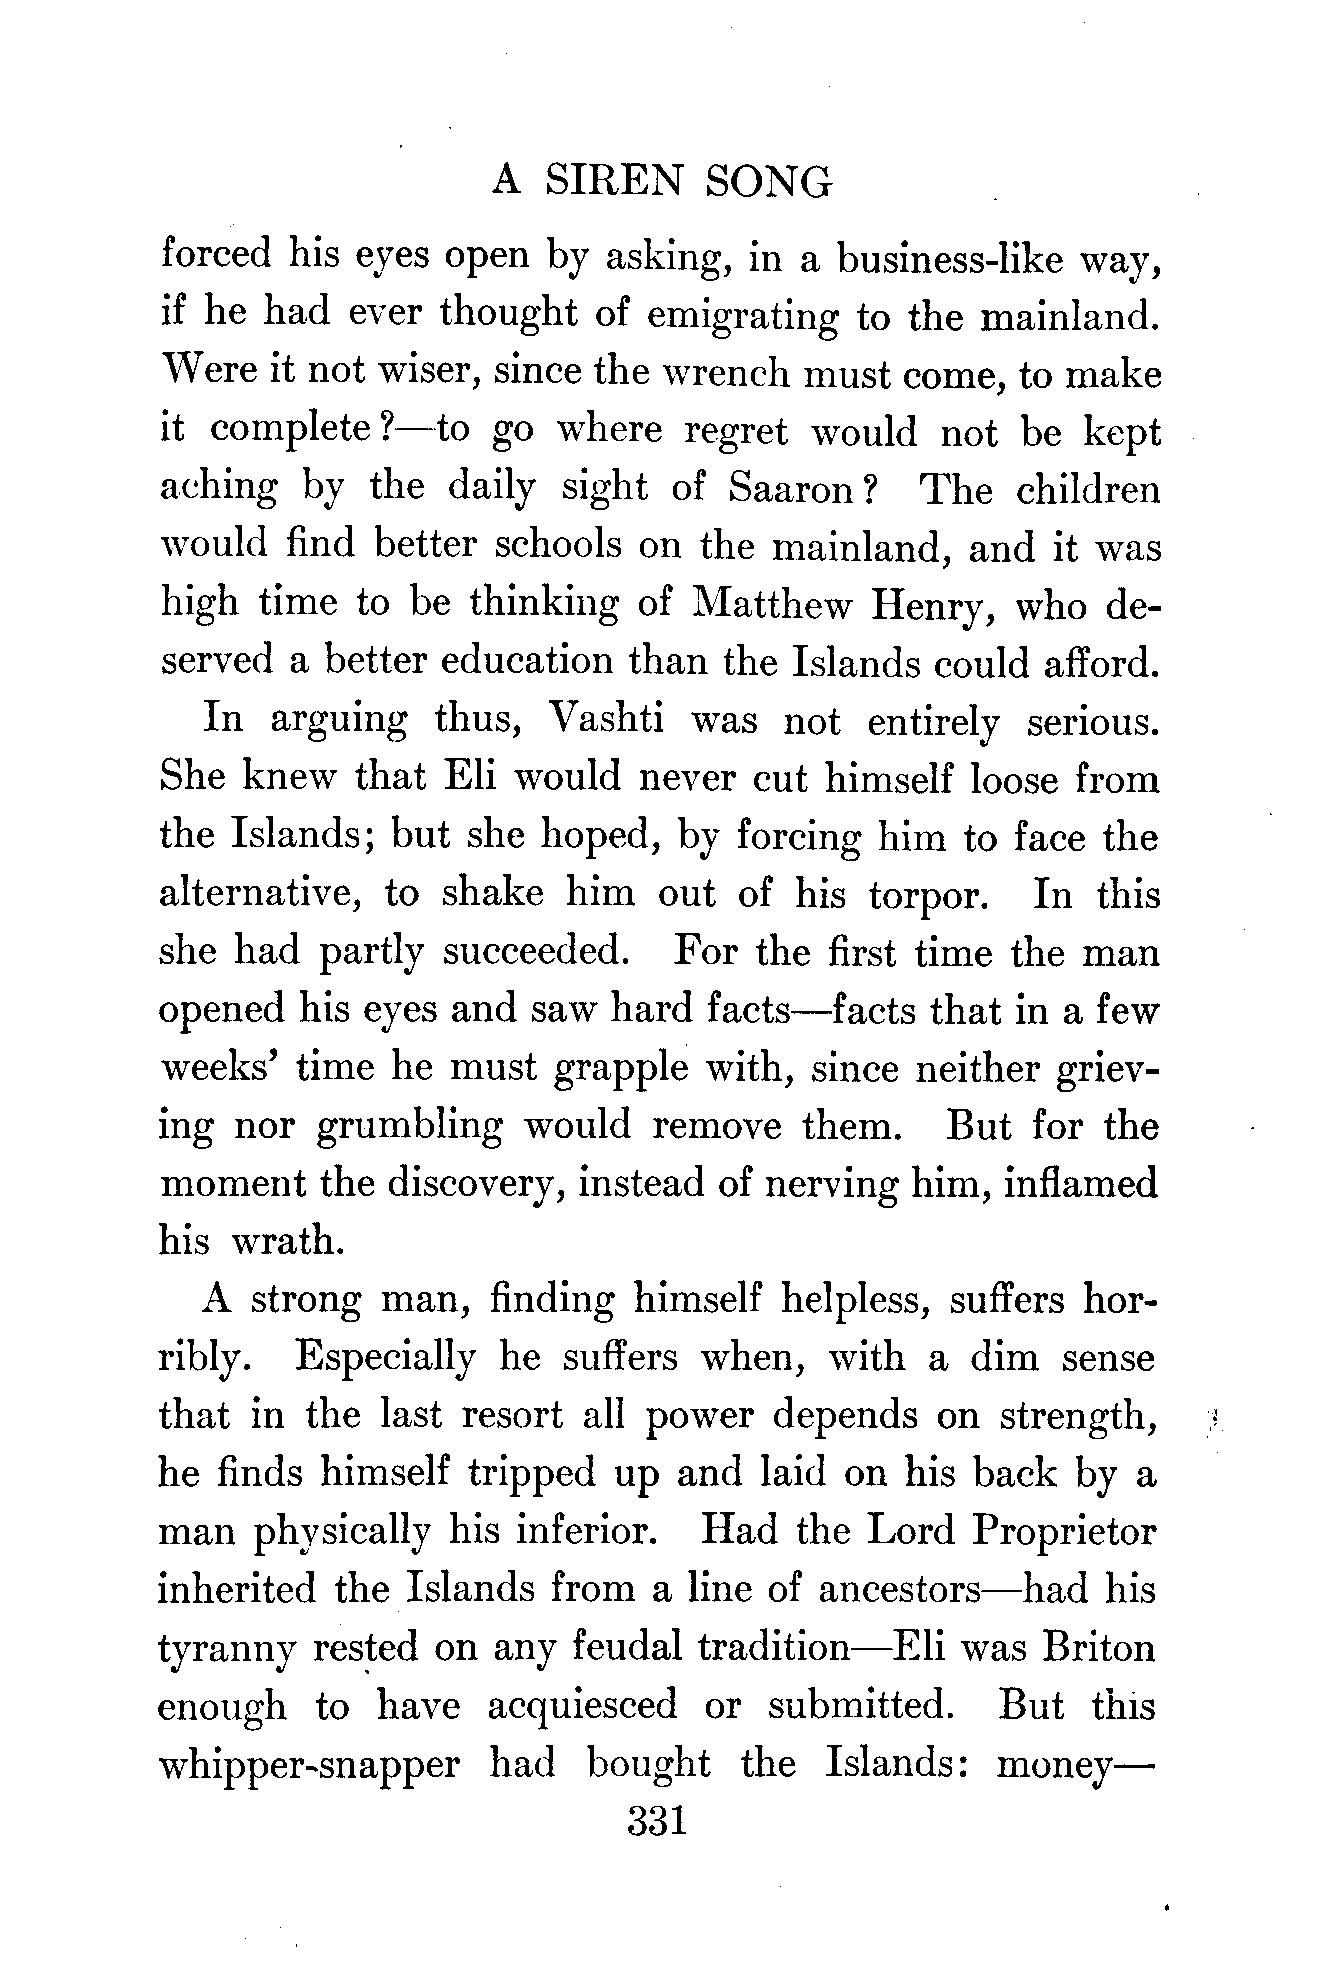 A SIREN SONG
forced his eyes open by asking, in a business-like way,
if he had ever thought of emigrating to the mainland.
Were it not wiser, since the wrench must come, to make
it complete?—to go where regret would not be kept
aching by the daily sight of Saaron? The children
would find better schools on the mainland, and it was
high time to be thinking of Matthew Henry, who de-
served a better education than the Islands could afford.
In arguing thus, Vashti was not entirely serious.
She knew that Eli would never cut himself loose from
the Islands; but she hoped, by forcing him to face the
alternative, to shake him out of his torpor. In this
she had partly succeeded. For the first time the man
opened his eyes and saw hard facts—facts that in a few
weeks' time he must grapple with, since neither griev-
ing nor grumbling would remove them. But for the
moment the discovery, instead of nerving him, inflamed
his wrath.
A strong man, finding himself helpless, suffers hor-
ribly. Especially he suffers when, with a dim sense
that in the last resort all power depends on strength,
he finds himself tripped up and laid on his back by a
man physically his inferior. Had the Lord Proprietor
inherited the Islands from a line of ancestors—had his
tyranny rested on any feudal tradition—Eli was Briton
enough to have acquiesced or submitted. But this
whipper-snapper had bought the Islands: money—
331